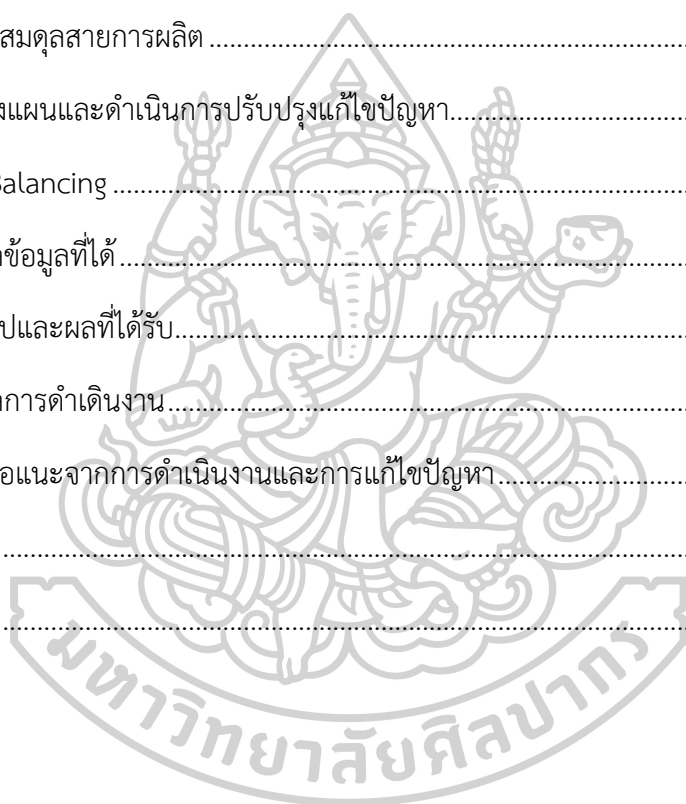 สมดุลสายการผลิต ........................................................................
งแผนและดำเนินการปรับปรุงแก้ไขปัญหา........................................
Balancing ........................................................................
ข้อมูลที่ได้ ........................................................................
ปและผลที่ได้รับ........................................................................
การดำเดินงาน ........................................................................
อแนะจากการดำเนินงานและการแก้ไขปัญหา ................................
........................................................................
........................................................................
มหาวิทยาลัยศิลปากร